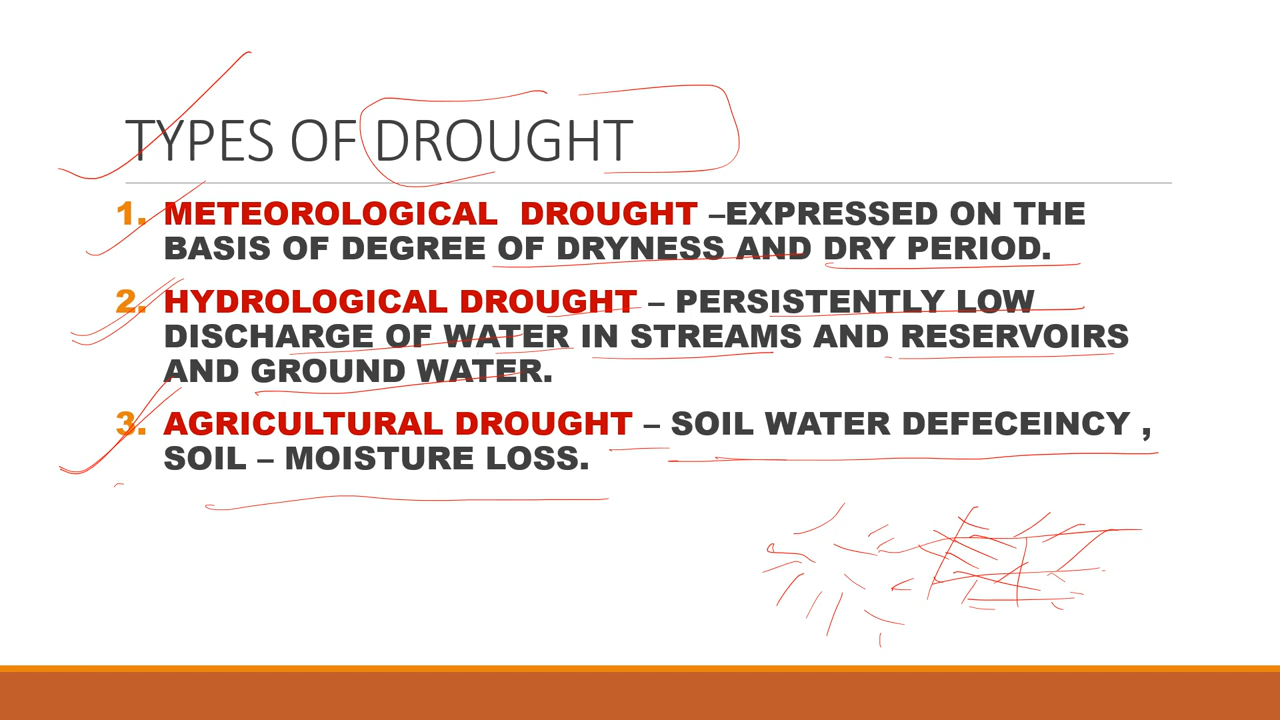 TYPES OF DROUGHT
1. METEOROLOGICAL DROUGHT –EXPRESSED ON THE
BASIS OF DEGREE OF DRYNESS AND DRY PERIOD.
2. HYDROLOGICAL DROUGHT – PERSISTENTLY LOW
DISCHARGE OF WATER IN STREAMS AND RESERVOIRS
AND GROUND WATER.
3. AGRICULTURAL DROUGHT – SOIL WATER DEFECEINCY ,
SOIL – MOISTURE LOSS.